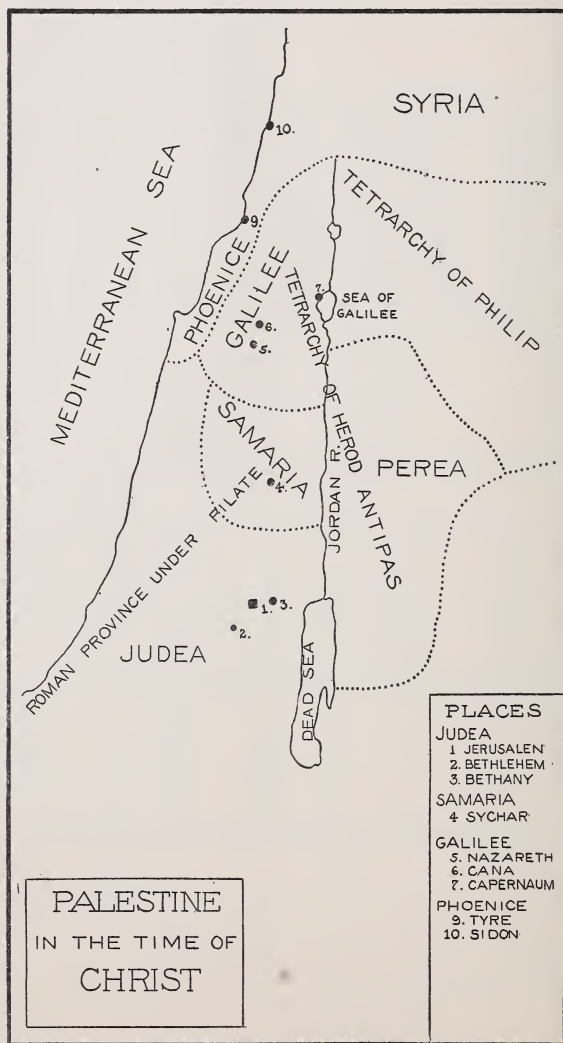 SYRIA
10.
MEDITERRANEAN SEA
9.
PHOENICE
TETRARCHY OF PHILIP
GALILEE
7.
SEA OF
GALILEE
6.
5.
TETRARCHY OF HEROD ANTIPAS
SAMARIA
4.
JORDAN R.
PEREA
ROMAN PROVINCE UNDER PILATE
1.
3.
2.
JUDEA
DEAD SEA
PLACES
JUDEA
1 JERUSALEN
2. BETHLEHEM
3. BETHANY
SAMARIA
4 SYCHAR
GALILEE
5. NAZARETH
6. CANA
7. CAPERNAUM
PHOENICE
9. TYRE
10. SIDON
PALESTINE
IN THE TIME OF
CHRIST